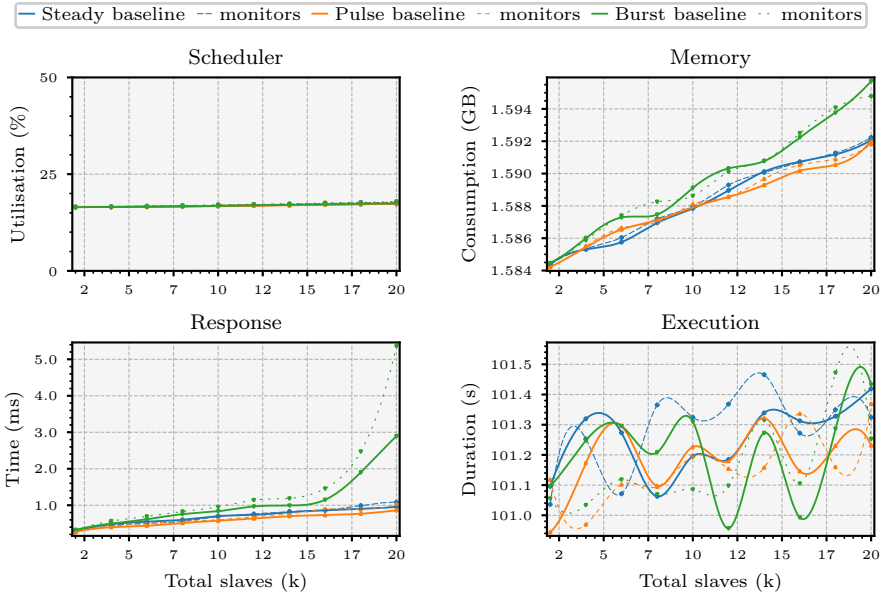 Steady baseline monitors Pulse baseline monitors Burst baseline monitors
Scheduler
Utilisation (%)
50
25
0
2 5 7 10 12 15 17 20
Memory
Consumption (GB)
1.594
1.592
1.590
1.588
1.586
1.584
2 5 7 10 12 15 17 20
Response
Time (ms)
5.0
4.0
3.0
2.0
1.0
2 5 7 10 12 15 17 20
Total slaves (k)
Execution
Duration (s)
101.5
101.4
101.3
101.2
101.1
101.0
2 5 7 10 12 15 17 20
Total slaves (k)